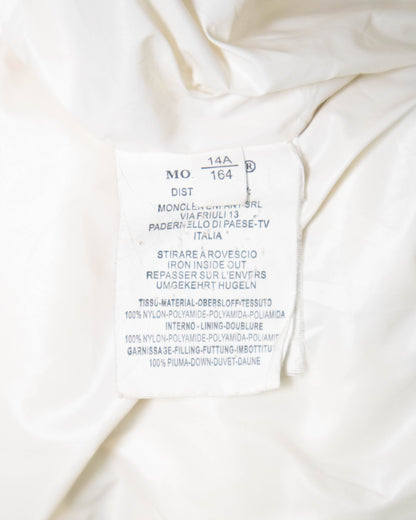 14A
164
MO ®
DIST
MONCLER ENFANT SRL
VIA FRIULI 13
PADERNELLO DI PAESE-TV
ITALIA
STIRARE A ROVESCIO
IRON INSIDE OUT
REPASSER SUR L'ENVERS
UMGEKEHRT HUGELN
TISSU-MATERIAL-OBERSLOFF-TESSUTO
100% NYLON-POLYAMIDE-POLYAMIDA-POLIAMIDA
INTERNO-LINING-DOUBLURE
100% NYLON-POLYAMIDE-POLYAMIDA-POLIAMID
GARNISSAGE-FILLING-FUTTUNG-IMBOTTITU
100% PIUMA-DOWN-DUVET-DAUNE